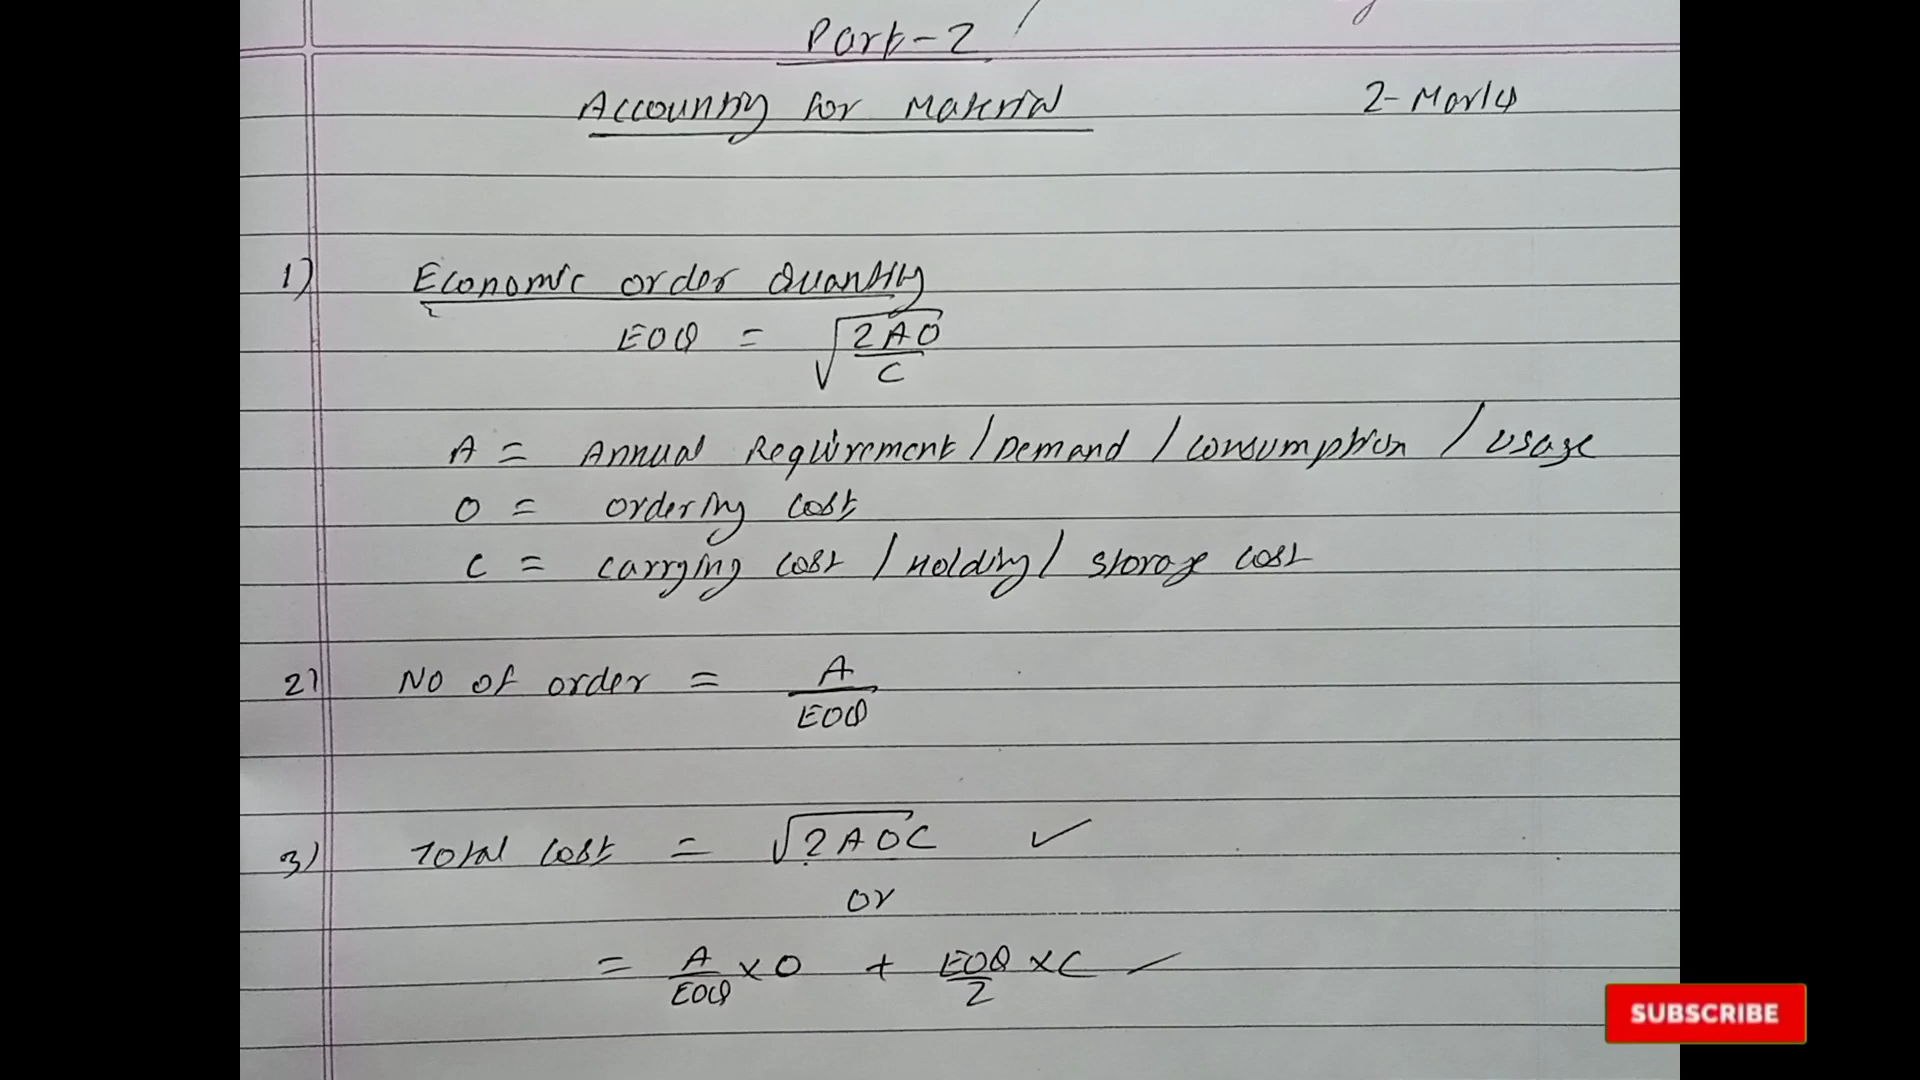 Part-2
Accounting for Material 2-Marks
1) Economic order Quantity
EOQ = √2AO/C
A = Annual Requirement / Demand / consumption / usage
O = ordering cost
C = carrying cost / Holding / storage cost
2) No of order = A/EOQ
3) Total cost = √2AOC ✓
or
= A/EOQ × O + EOQ/2 × C ✓
SUBSCRIBE